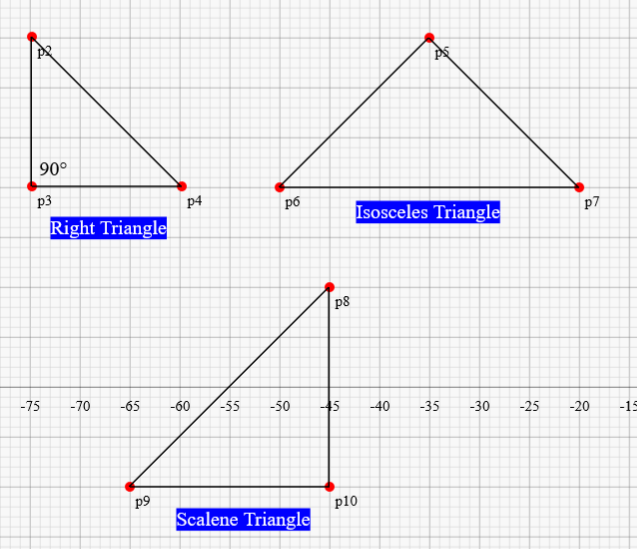 p2
p5
90°
p3
p4
p6
p7
Right Triangle
Isosceles Triangle
p8
-75 -70 -65 -60 -55 -50 -45 -40 -35 -30 -25 -20 -15
p9
p10
Scalene Triangle